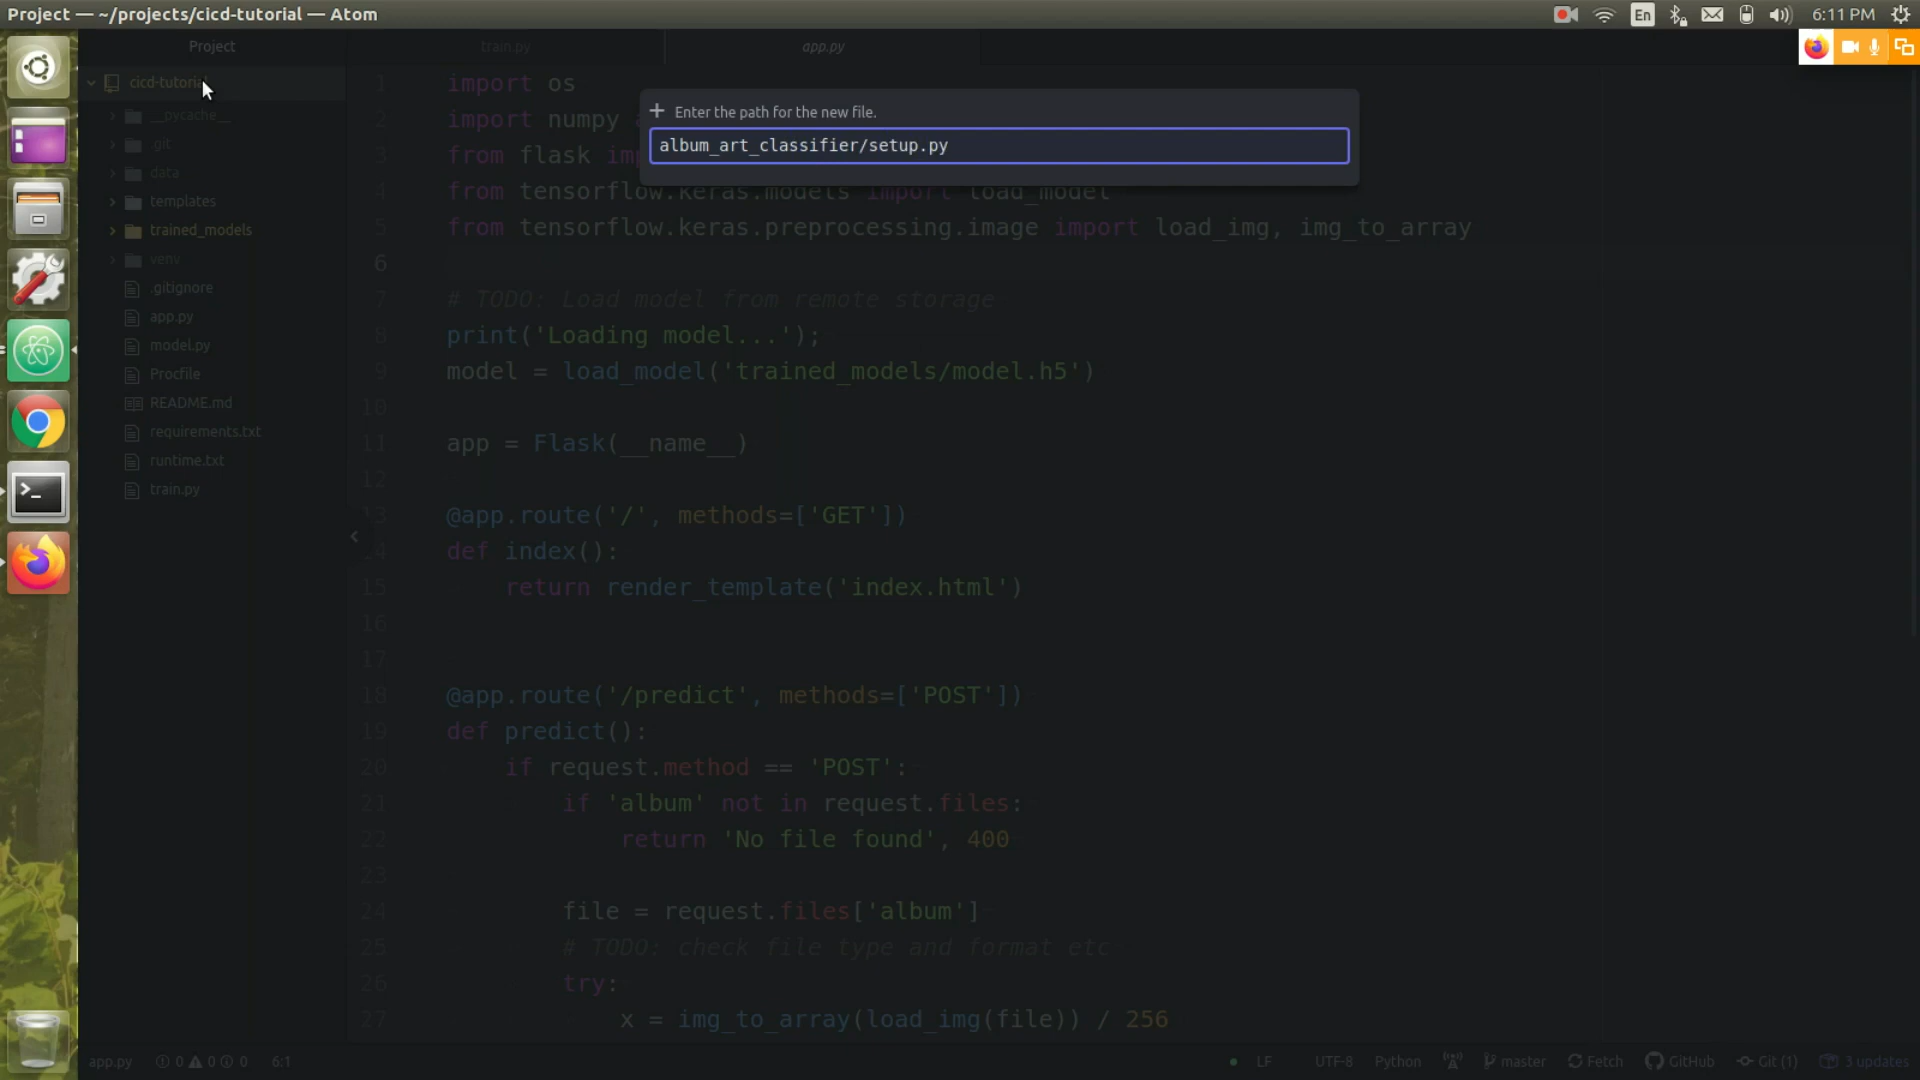 Project — ~/projects/cicd-tutorial — Atom
En
6:11 PM
Project
train.py
app.py
cicd-tutorial
__pycache__
.git
data
templates
trained_models
venv
.gitignore
app.py
model.py
Procfile
README.md
requirements.txt
runtime.txt
train.py
Enter the path for the new file.
album_art_classifier/setup.py
1 import os
2 import numpy
3 from flask
4 from tensorflow.keras.models import load_model
5 from tensorflow.keras.preprocessing.image import load_img, img_to_array
6
7 # TODO: Load model from remote storage
8 print('Loading model...');
9 model = load_model('trained_models/model.h5')
10
11 app = Flask(__name__)
12
13 @app.route('/', methods=['GET'])
14 def index():
15 return render_template('index.html')
16
17
18 @app.route('/predict', methods=['POST'])
19 def predict():
20 if request.method == 'POST':
21 if 'album' not in request.files:
22 return 'No file found', 400
23
24 file = request.files['album']
25 # TODO: check file type and format etc
26 try:
27 x = img_to_array(load_img(file)) / 256
app.py 0 0 0 6:1 LF UTF-8 Python master Fetch GitHub Git (1) 3 updates